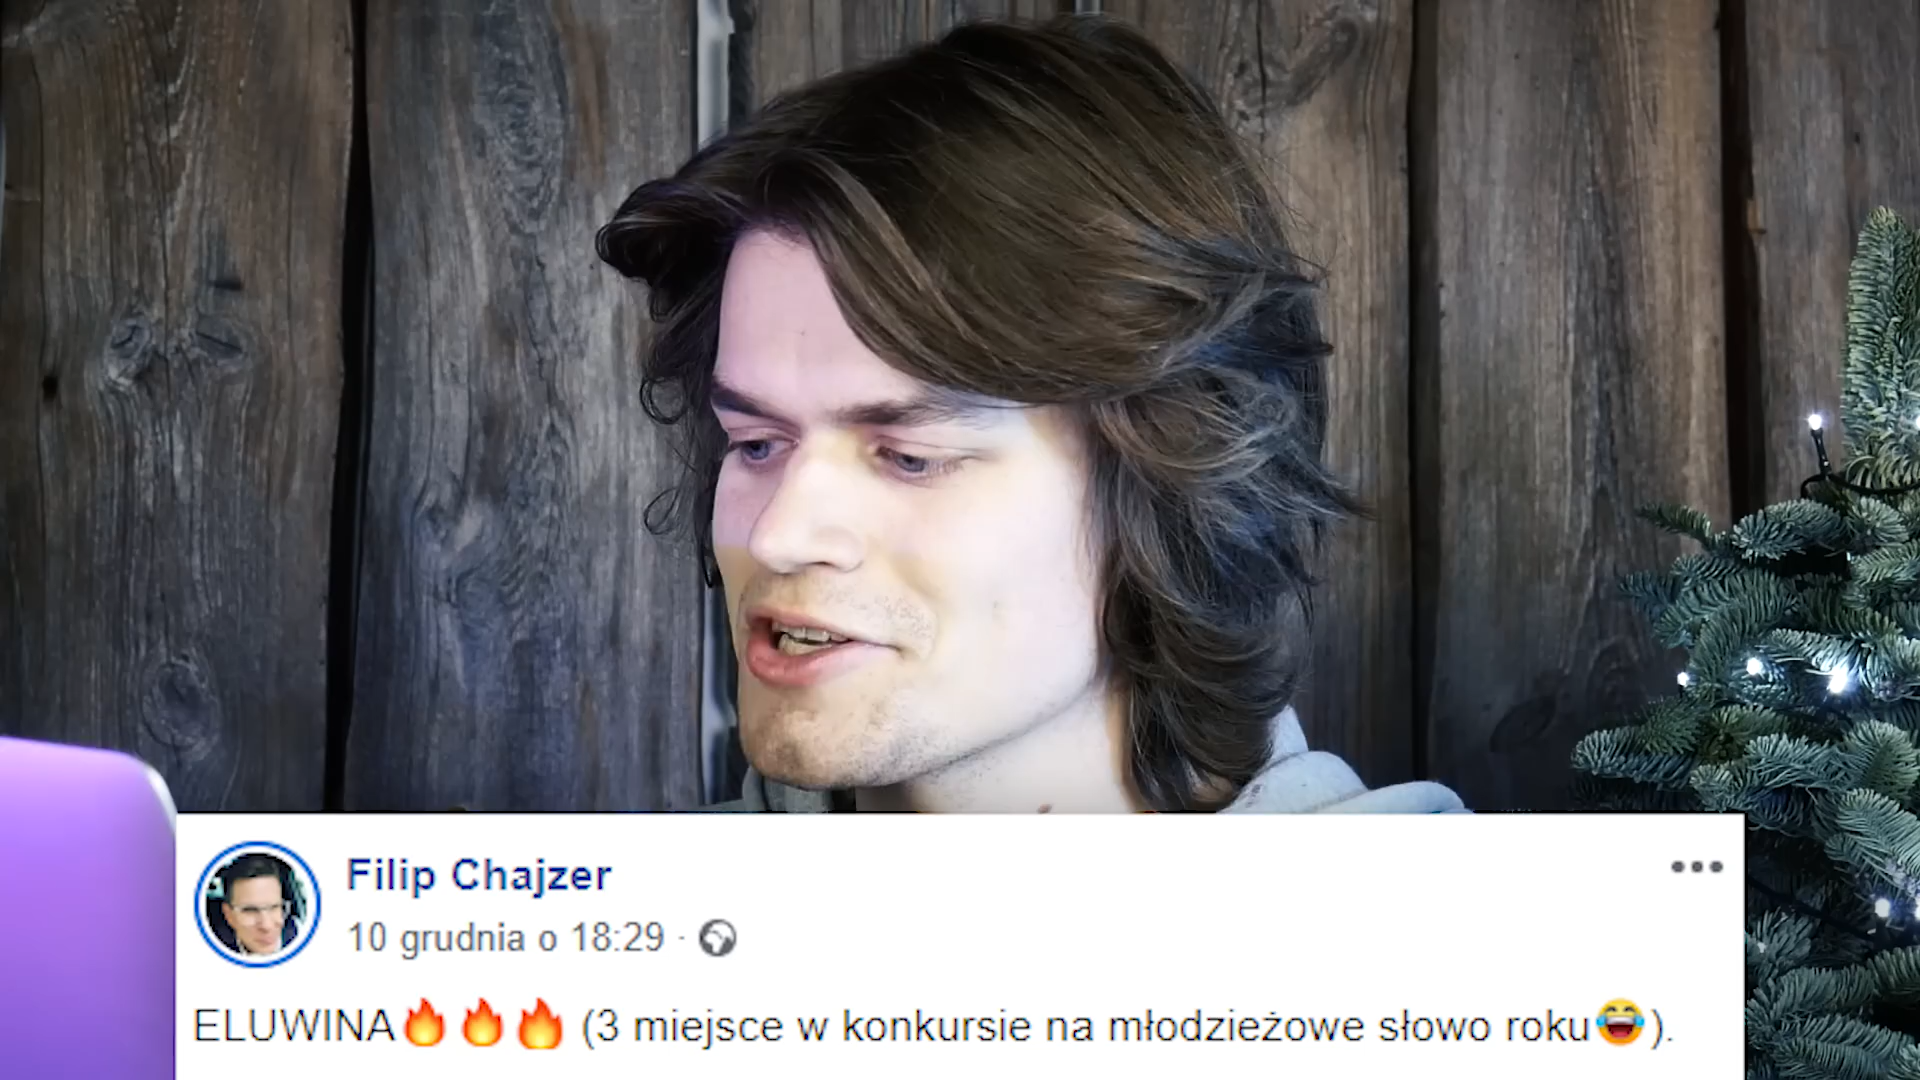 Filip Chajzer
10 grudnia o 18:29 ·
ELUWINA🔥🔥🔥 (3 miejsce w konkursie na młodzieżowe słowo roku😂).